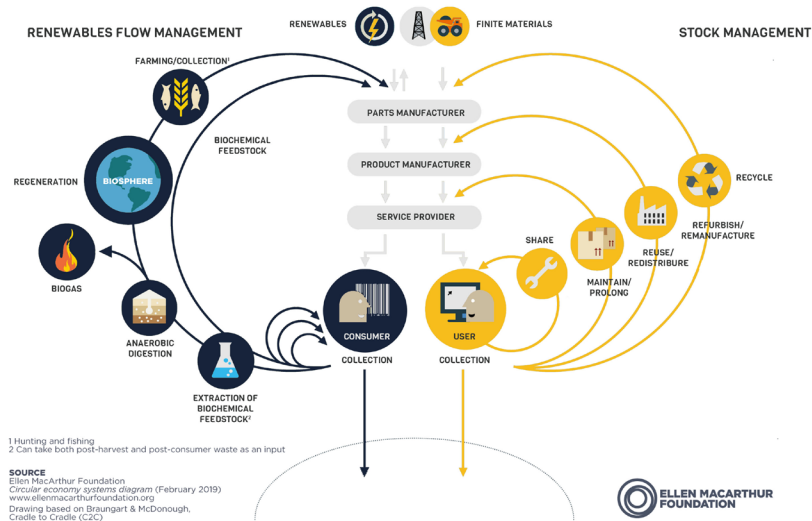 RENEWABLES
FINITE MATERIALS
RENEWABLES FLOW MANAGEMENT
STOCK MANAGEMENT
FARMING/COLLECTION¹
PARTS MANUFACTURER
BIOCHEMICAL
FEEDSTOCK
PRODUCT MANUFACTURER
REGENERATION
BIOSPHERE
RECYCLE
SERVICE PROVIDER
REFURBISH/
REMANUFACTURE
SHARE
REUSE/
REDISTRIBURE
MAINTAIN/
PROLONG
BIOGAS
ANAEROBIC
DIGESTION
CONSUMER
USER
COLLECTION
COLLECTION
EXTRACTION OF
BIOCHEMICAL
FEEDSTOCK²
1 Hunting and fishing
2 Can take both post-harvest and post-consumer waste as an input
SOURCE
Ellen MacArthur Foundation
Circular economy systems diagram (February 2019)
www.ellenmacarthurfoundation.org
Drawing based on Braungart & McDonough,
Cradle to Cradle (C2C)
ELLEN MACARTHUR
FOUNDATION